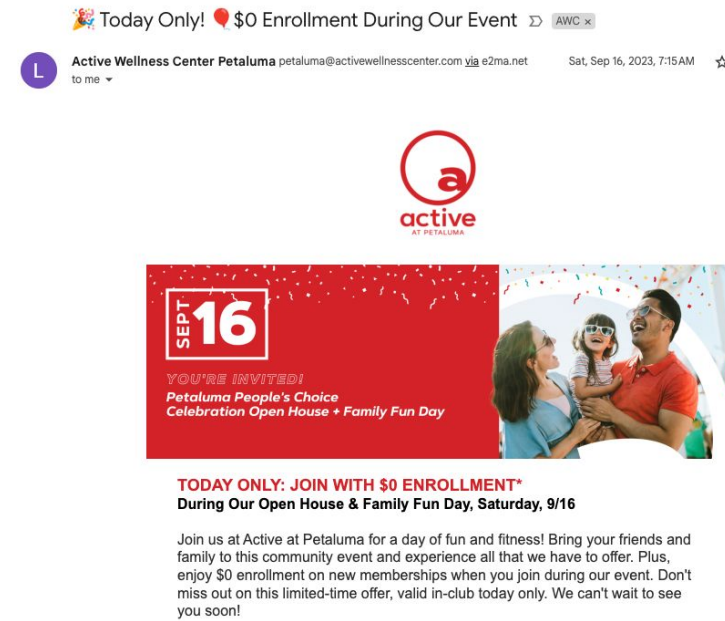 🎉 Today Only! 🎈$0 Enrollment During Our Event AWC x
L
Active Wellness Center Petaluma petaluma@activewellnesscenter.com via e2ma.net Sat, Sep 16, 2023, 7:15 AM
to me
a
active
AT PETALUMA
SEPT 16
YOU'RE INVITED!
Petaluma People's Choice
Celebration Open House + Family Fun Day
TODAY ONLY: JOIN WITH $0 ENROLLMENT*
During Our Open House & Family Fun Day, Saturday, 9/16
Join us at Active at Petaluma for a day of fun and fitness! Bring your friends and
family to this community event and experience all that we have to offer. Plus,
enjoy $0 enrollment on new memberships when you join during our event. Don't
miss out on this limited-time offer, valid in-club today only. We can't wait to see
you soon!